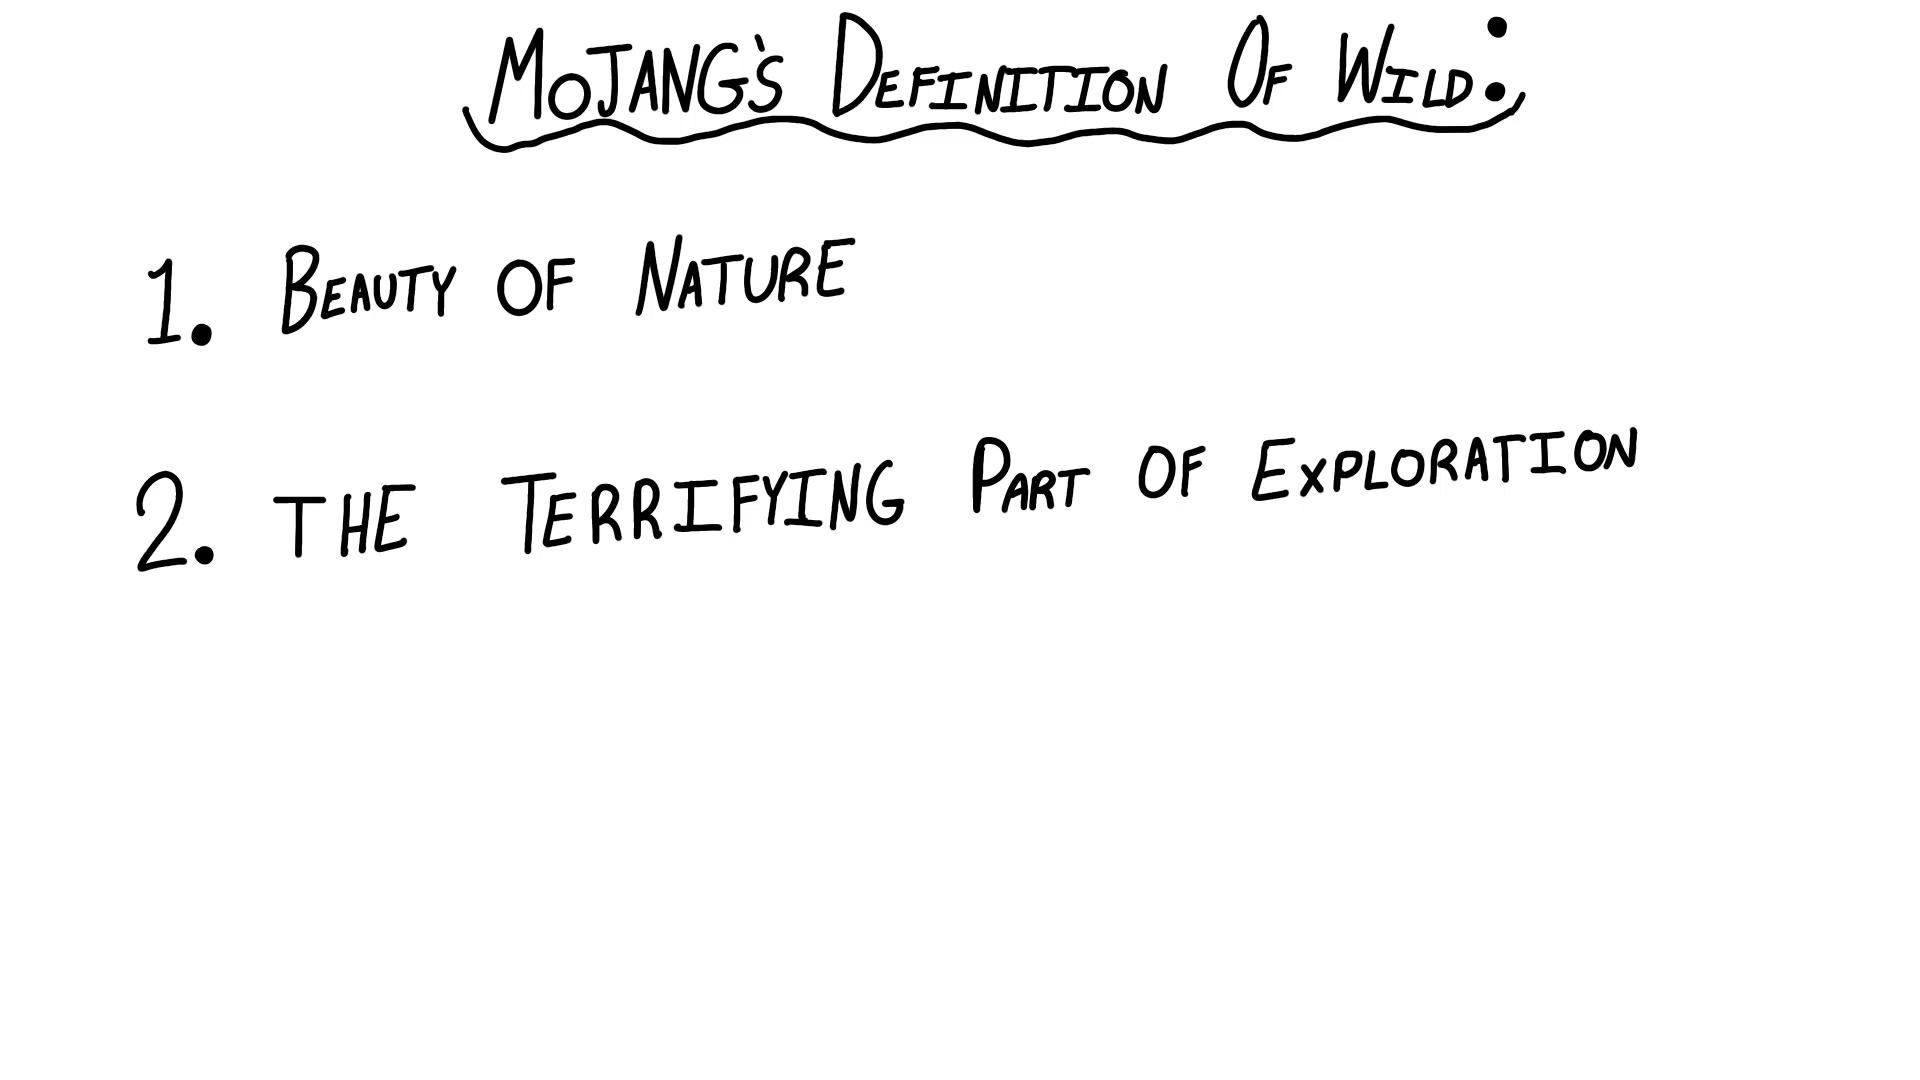 Mojang's Definition Of Wild:
1. Beauty of Nature
2. The Terrifying Part of Exploration